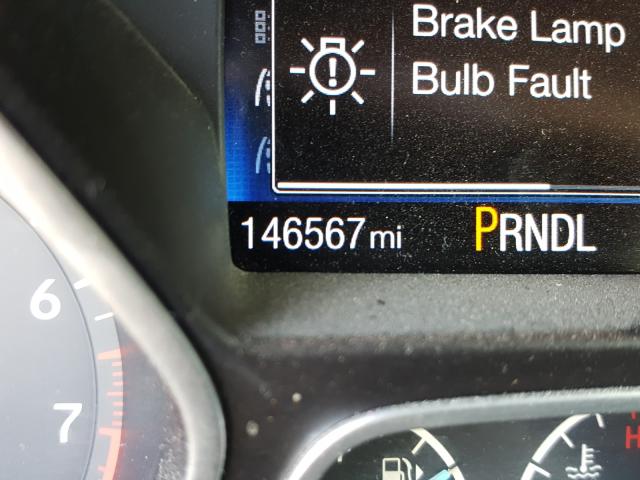 Brake Lamp
Bulb Fault
146567 mi PRNDL
6
7
H